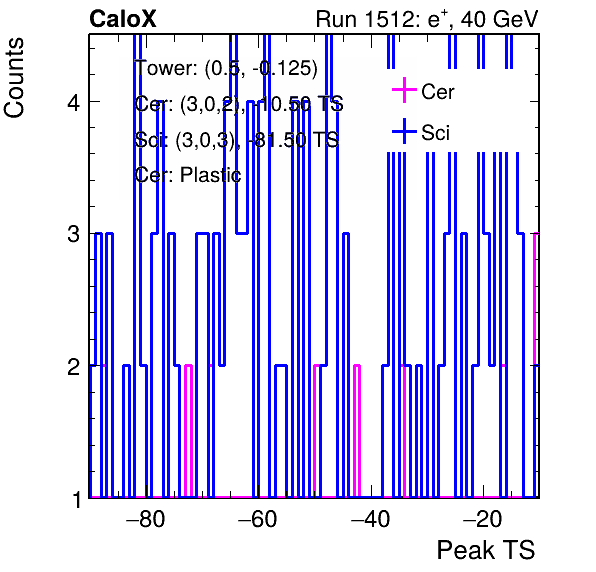 CaloX Run 1512: e+, 40 GeV
Counts
Tower: (0.5, -0.125)
Cer: (3,0,2), -10.50 TS
Sci: (3,0,3), -81.50 TS
Cer: Plastic
Cer
Sci
4
3
2
1
−80 −60 −40 −20
Peak TS